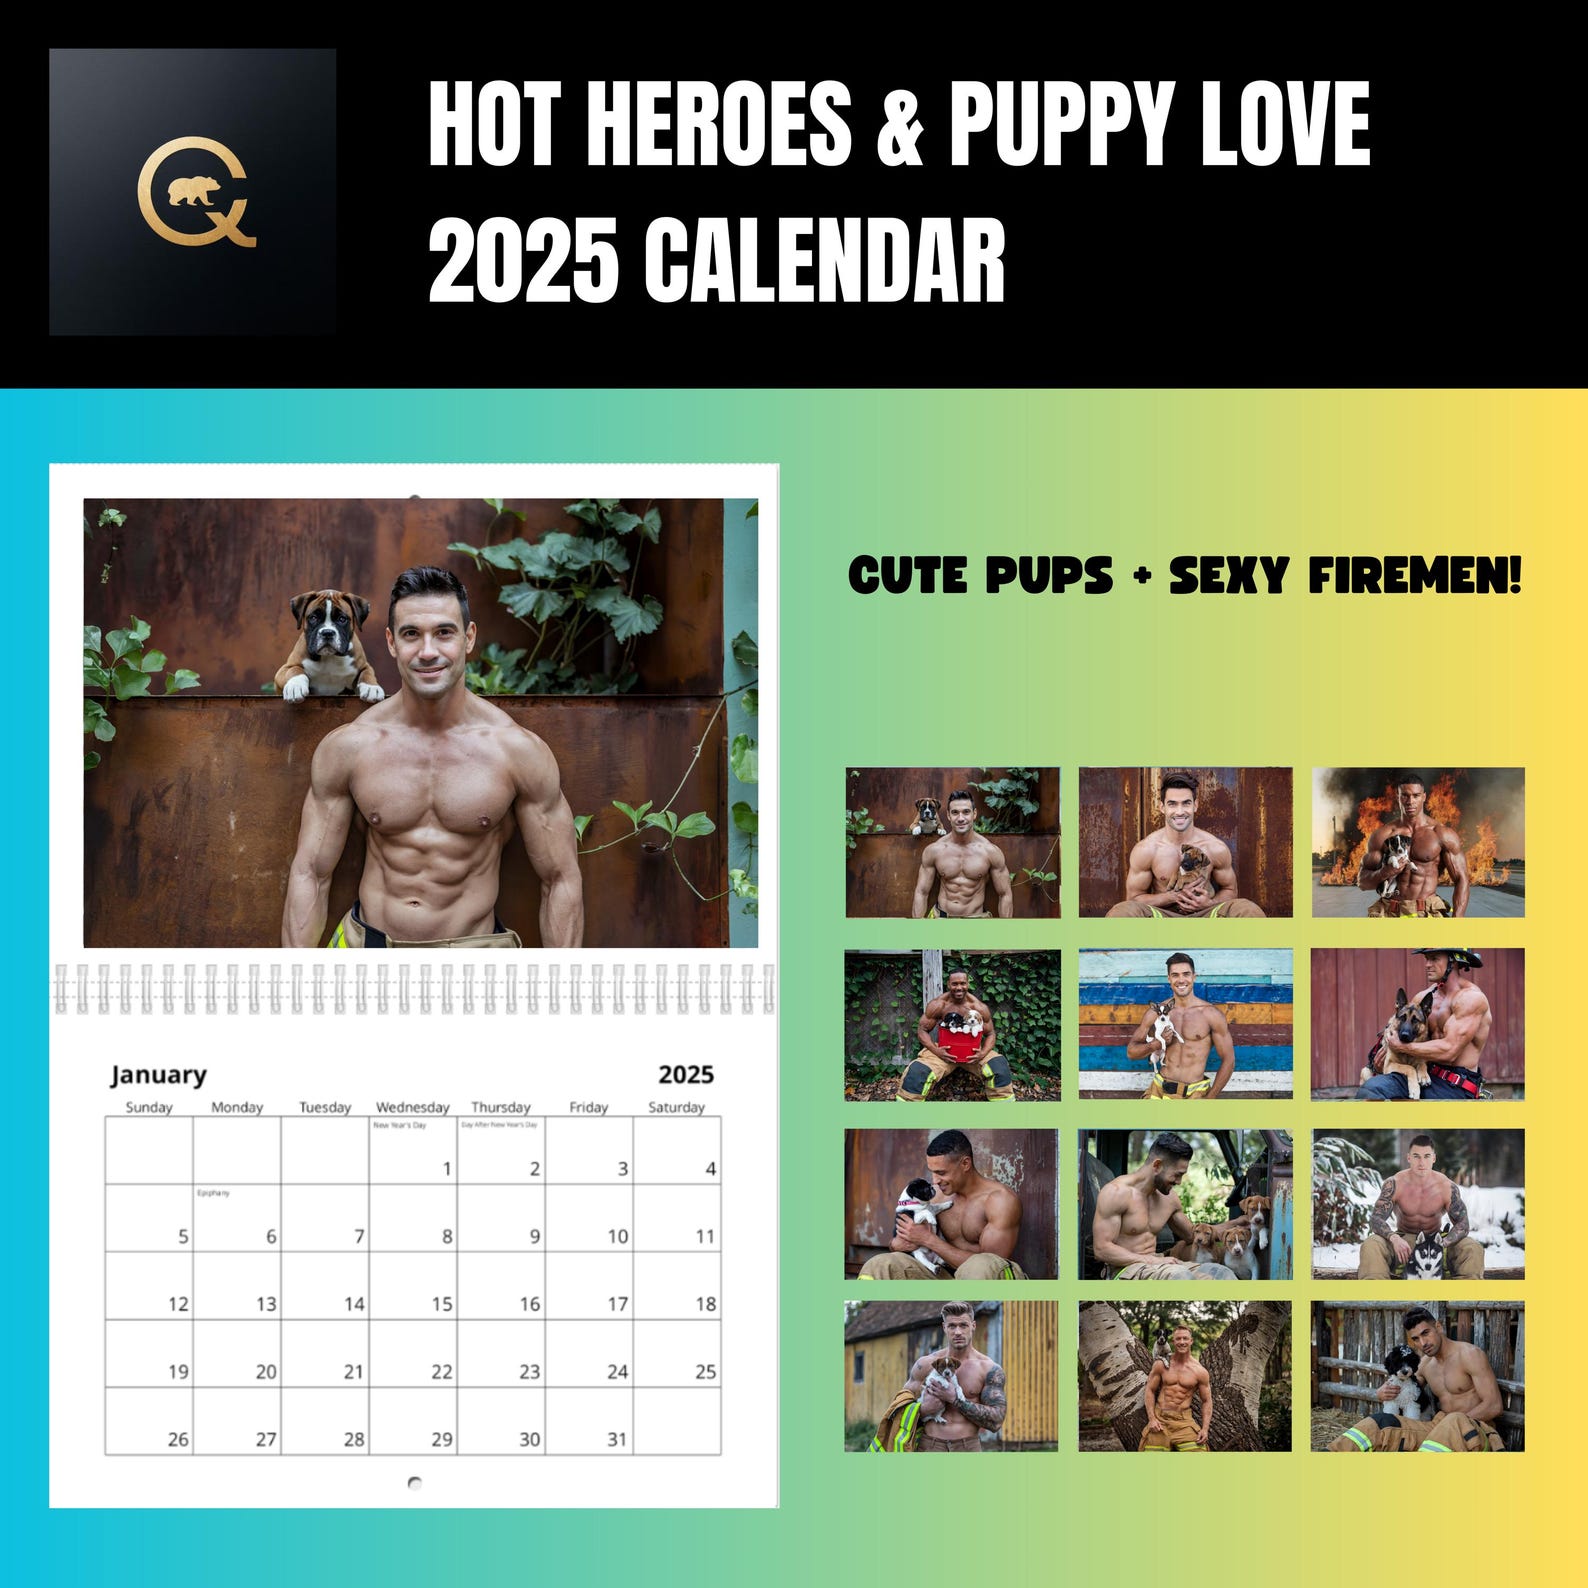 HOT HEROES & PUPPY LOVE
2025 CALENDAR
CUTE PUPS + SEXY FIREMEN!
January 2025
Sunday Monday Tuesday Wednesday Thursday Friday Saturday
New Year's Day Day After New Year's Day
1 2 3 4
Epiphany
5 6 7 8 9 10 11
12 13 14 15 16 17 18
19 20 21 22 23 24 25
26 27 28 29 30 31